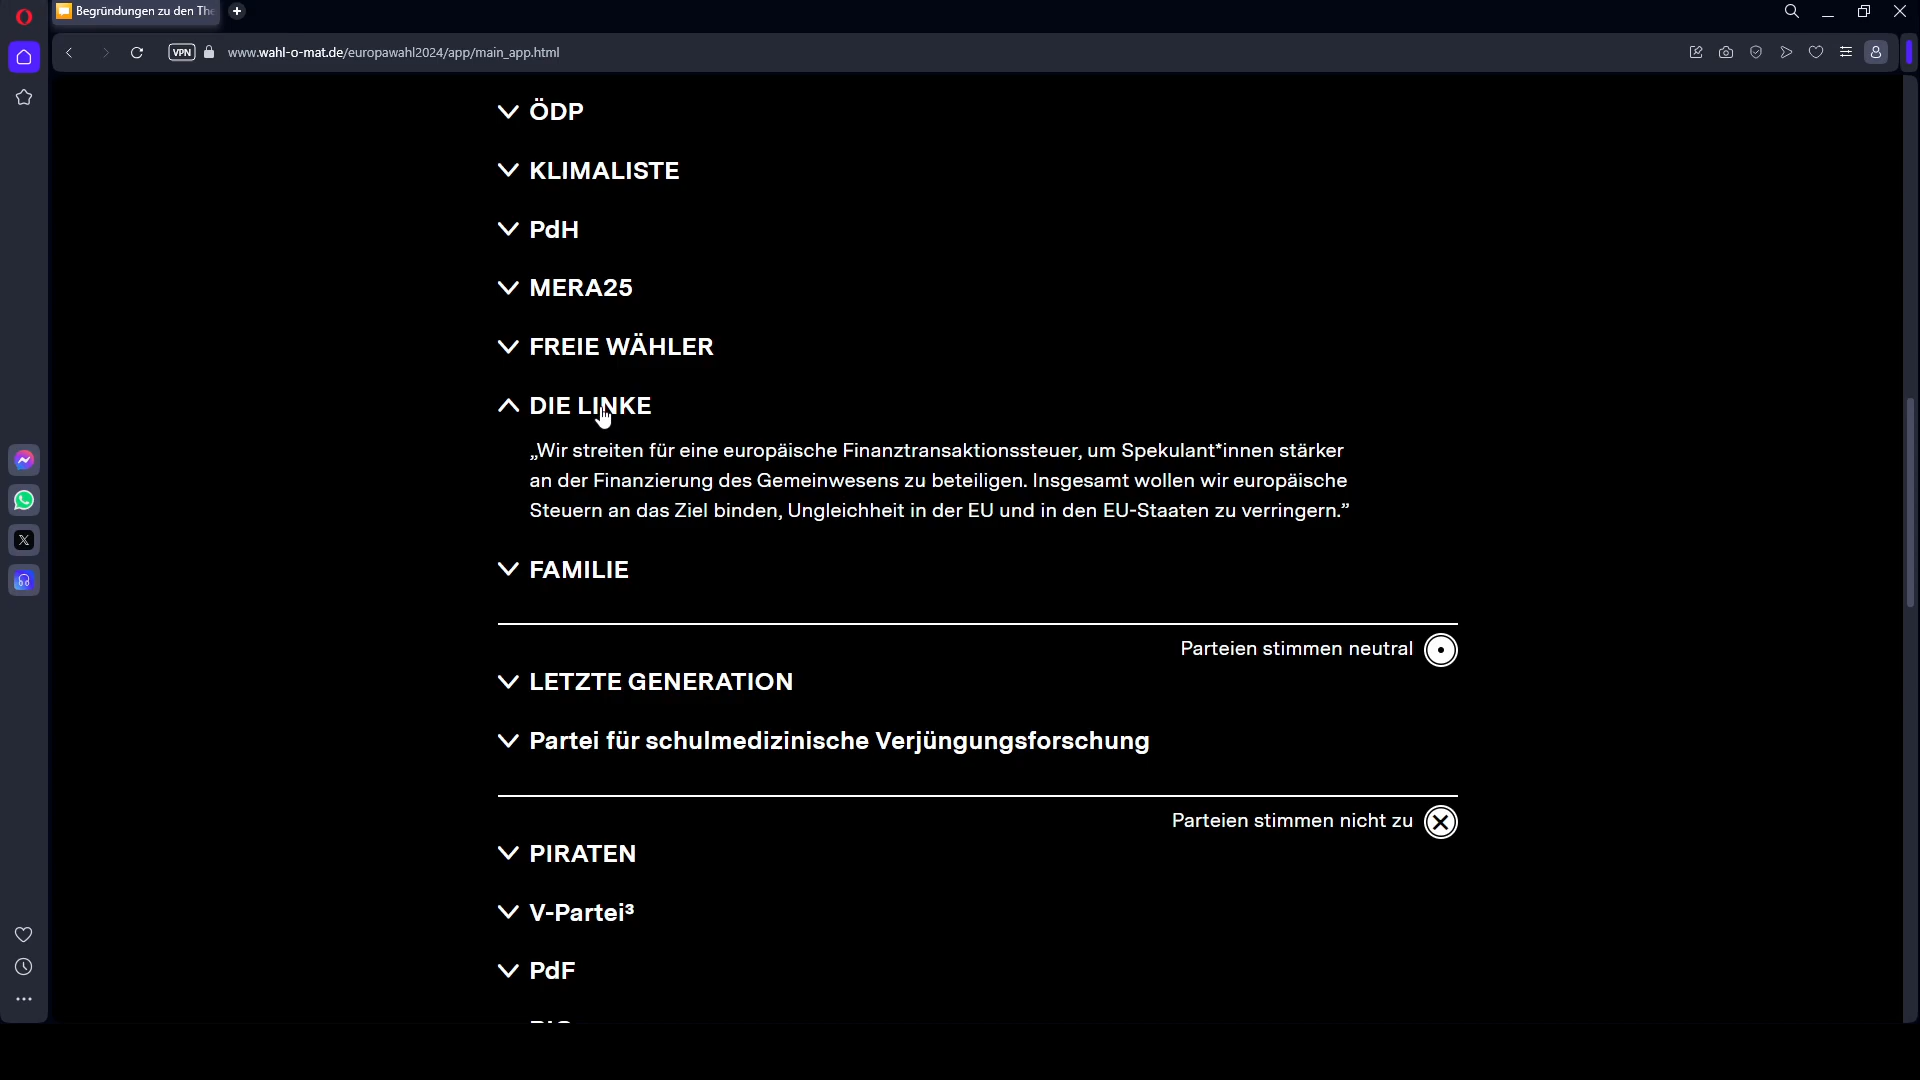 Begründungen zu den The
VPN
www.wahl-o-mat.de/europawahl2024/app/main_app.html
ÖDP
KLIMALISTE
PdH
MERA25
FREIE WÄHLER
DIE LINKE
„Wir streiten für eine europäische Finanztransaktionssteuer, um Spekulant*innen stärker
an der Finanzierung des Gemeinwesens zu beteiligen. Insgesamt wollen wir europäische
Steuern an das Ziel binden, Ungleichheit in der EU und in den EU-Staaten zu verringern.”
FAMILIE
Parteien stimmen neutral
LETZTE GENERATION
Partei für schulmedizinische Verjüngungsforschung
Parteien stimmen nicht zu
PIRATEN
V-Partei³
PdF